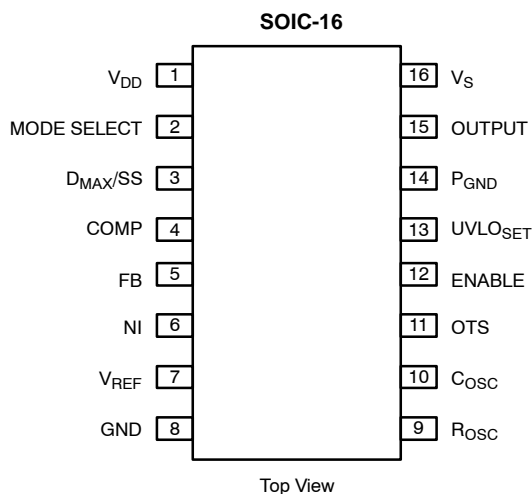 SOIC-16
V_DD 1 16 V_S
MODE SELECT 2 15 OUTPUT
D_MAX/SS 3 14 P_GND
COMP 4 13 UVLO_SET
FB 5 12 ENABLE
NI 6 11 OTS
V_REF 7 10 C_OSC
GND 8 9 R_OSC
Top View